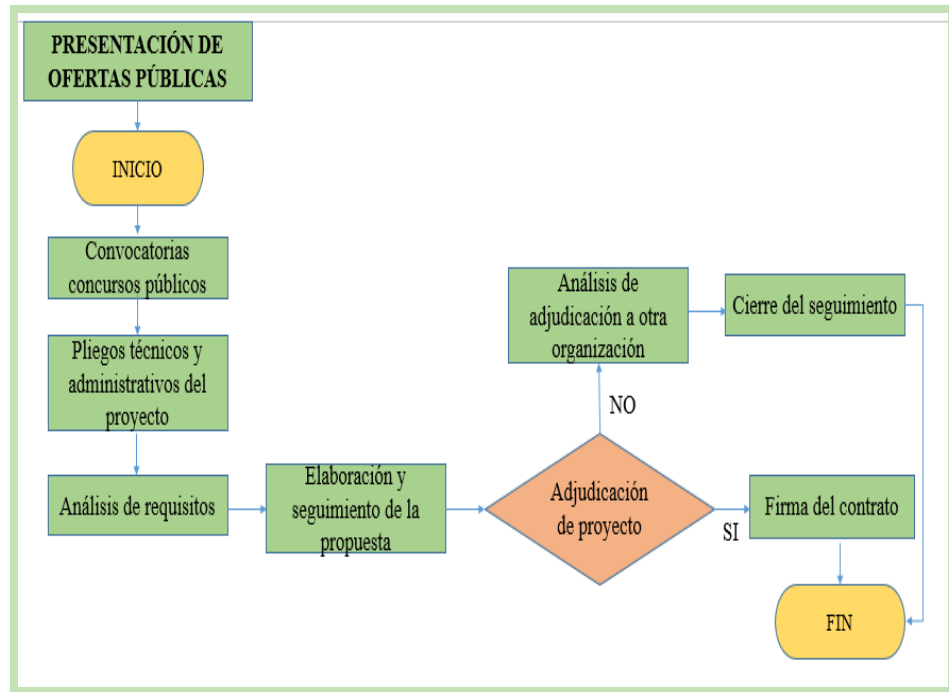 PRESENTACIÓN DE
OFERTAS PÚBLICAS
INICIO
Convocatorias
concursos públicos
Pliegos técnicos y
administrativos del
proyecto
Análisis de requisitos
Elaboración y
seguimiento de la
propuesta
Adjudicación
de proyecto
NO
Análisis de
adjudicación a otra
organización
Cierre del seguimiento
SI
Firma del contrato
FIN